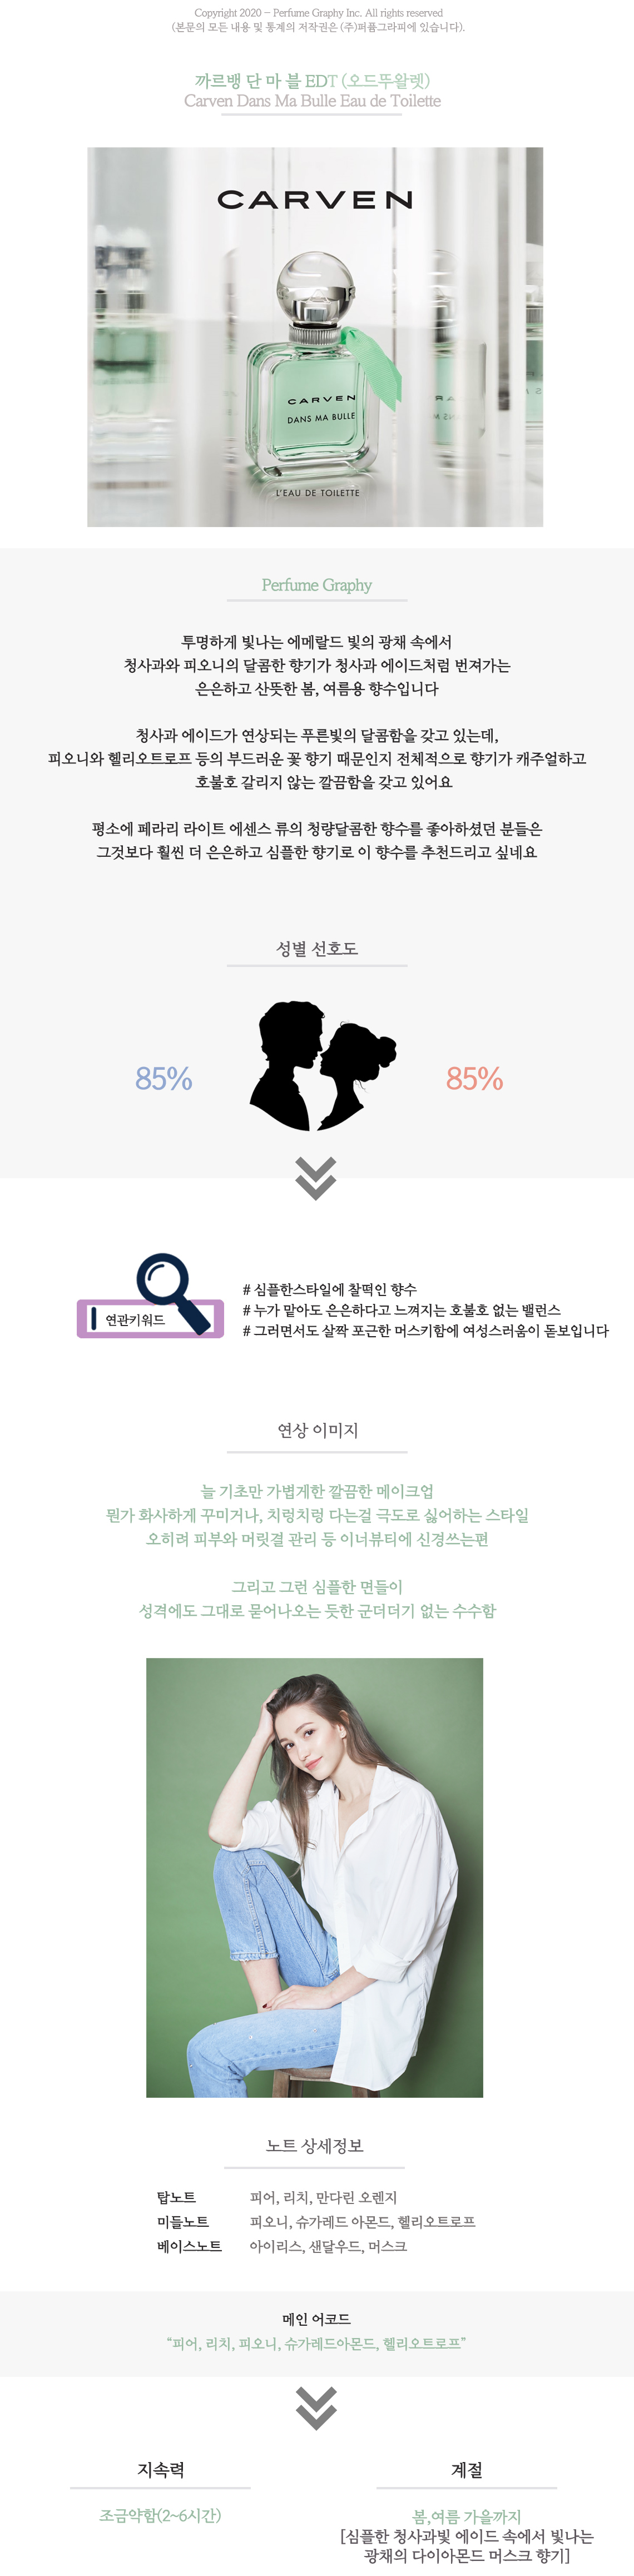 Copyright 2020 - Perfume Graphy Inc. All rights reserved
(본문의 모든 내용 및 통계의 저작권은 (주)퍼퓸그라피에 있습니다).
까르뱅 단 마 블 EDT (오드뚜왈렛)
Carven Dans Ma Bulle Eau de Toilette
CARVEN
CARVEN
DANS MA BULLE
L'EAU DE TOILETTE
Perfume Graphy
투명하게 빛나는 에메랄드 빛의 광채 속에서
청사과와 피오니의 달콤한 향기가 청사과 에이드처럼 번져가는
은은하고 산뜻한 봄, 여름용 향수입니다
청사과 에이드가 연상되는 푸른빛의 달콤함을 갖고 있는데,
피오니와 헬리오트로프 등의 부드러운 꽃 향기 때문인지 전체적으로 향기가 캐주얼하고
호불호 갈리지 않는 깔끔함을 갖고 있어요
평소에 페라리 라이트 에센스 류의 청량달콤한 향수를 좋아하셨던 분들은
그것보다 훨씬 더 은은하고 심플한 향기로 이 향수를 추천드리고 싶네요
성별 선호도
85%
85%
연관키워드
# 심플한스타일에 찰떡인 향수
# 누가 맡아도 은은하다고 느껴지는 호불호 없는 밸런스
# 그러면서도 살짝 포근한 머스키함에 여성스러움이 돋보입니다
연상 이미지
늘 기초만 가볍게한 깔끔한 메이크업
뭔가 화사하게 꾸미거나, 치렁치렁 다는걸 극도로 싫어하는 스타일
오히려 피부와 머릿결 관리 등 이너뷰티에 신경쓰는편
그리고 그런 심플한 면들이
성격에도 그대로 묻어나오는 듯한 군더더기 없는 수수함
노트 상세정보
탑노트 피어, 리치, 만다린 오렌지
미들노트 피오니, 슈가레드 아몬드, 헬리오트로프
베이스노트 아이리스, 샌달우드, 머스크
메인 어코드
“피어, 리치, 피오니, 슈가레드아몬드, 헬리오트로프”
지속력
조금약함(2~6시간)
계절
봄,여름 가을까지
[심플한 청사과빛 에이드 속에서 빛나는
광채의 다이아몬드 머스크 향기]